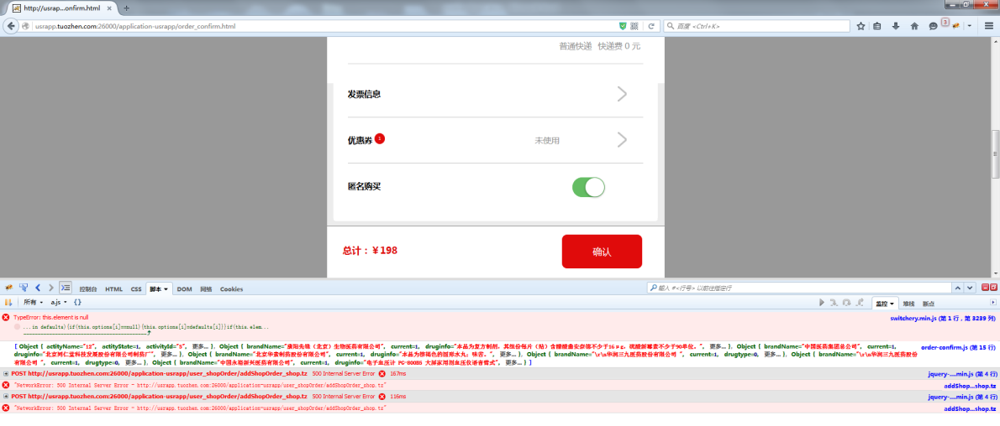 http://usrap...onfirm.html
usrapp.tuozhen.com:26000/application-usrapp/order_confirm.html
百度 <Ctrl+K>
3
普通快递 快递费 0 元
发票信息
优惠券 1 未使用
匿名购买
总计：￥198
确认
控制台 HTML CSS 脚本 DOM 网络 Cookies
输入 #<行号> 以前往指定行
所有 a.js {}
监控 堆栈 断点
TypeError: this.element is null
switchery.min.js (第 1 行，第 3239 列)
...in defaults){if(this.options[i]==null){this.options[i]=defaults[i]}}if(this.elem...
[ Object { actityName="12", actityState=1, activityId="5", 更多... }, Object { brandName="康阳先锋（北京）生物医药有限公司", current=1, druginfo="本品为复方制剂，其组份每片（粒）含醋酸曲安奈德不少于16μg，硫酸新霉素不少于90单位。", 更多... }, Object { brandName="中国医药集团总公司", current=1,
order-confirm.js (第 15 行)
druginfo="北京同仁堂科技发展股份有限公司制药厂", 更多... }, Object { brandName="北京华素制药股份有限公司", current=1, druginfo="本品为棕褐色的圆形水丸；味苦。", 更多... }, Object { brandName="\r\n华润三九医药股份有限公司 ", current=1, drugtype=0, 更多... }, Object { brandName="\r\n华润三九医药股份
有限公司 ", current=1, drugtype=0, 更多... }, Object { brandName="中国永裕新兴医药有限公司", current=1, druginfo="电子血压计 PG-800B5 大屏家用测血压仪语音臂式", 更多... } ]
POST http://usrapp.tuozhen.com:26000/application-usrapp/user_shopOrder/addShopOrder_shop.tz 500 Internal Server Error 167ms
jquery-....min.js (第 4 行)
"NetworkError: 500 Internal Server Error - http://usrapp.tuozhen.com:26000/application-usrapp/user_shopOrder/addShopOrder_shop.tz"
addShop...shop.tz
POST http://usrapp.tuozhen.com:26000/application-usrapp/user_shopOrder/addShopOrder_shop.tz 500 Internal Server Error 116ms
jquery-....min.js (第 4 行)
"NetworkError: 500 Internal Server Error - http://usrapp.tuozhen.com:26000/application-usrapp/user_shopOrder/addShopOrder_shop.tz"
addShop...shop.tz